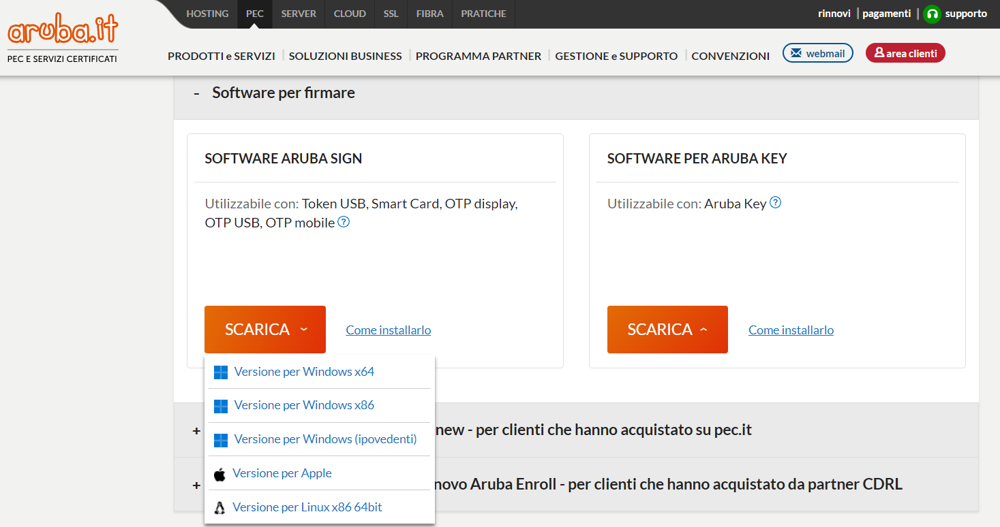 aruba.it
PEC E SERVIZI CERTIFICATI
HOSTING PEC SERVER CLOUD SSL FIBRA PRATICHE
rinnovi pagamenti supporto
PRODOTTI e SERVIZI SOLUZIONI BUSINESS PROGRAMMA PARTNER GESTIONE e SUPPORTO CONVENZIONI webmail area clienti
- Software per firmare
SOFTWARE ARUBA SIGN
Utilizzabile con: Token USB, Smart Card, OTP display,
OTP USB, OTP mobile ?
SCARICA Come installarlo
Versione per Windows x64
Versione per Windows x86
Versione per Windows (ipovedenti)
Versione per Apple
Versione per Linux x86 64bit
SOFTWARE PER ARUBA KEY
Utilizzabile con: Aruba Key ?
SCARICA Come installarlo
+ new - per clienti che hanno acquistato su pec.it
+ novo Aruba Enroll - per clienti che hanno acquistato da partner CDRL